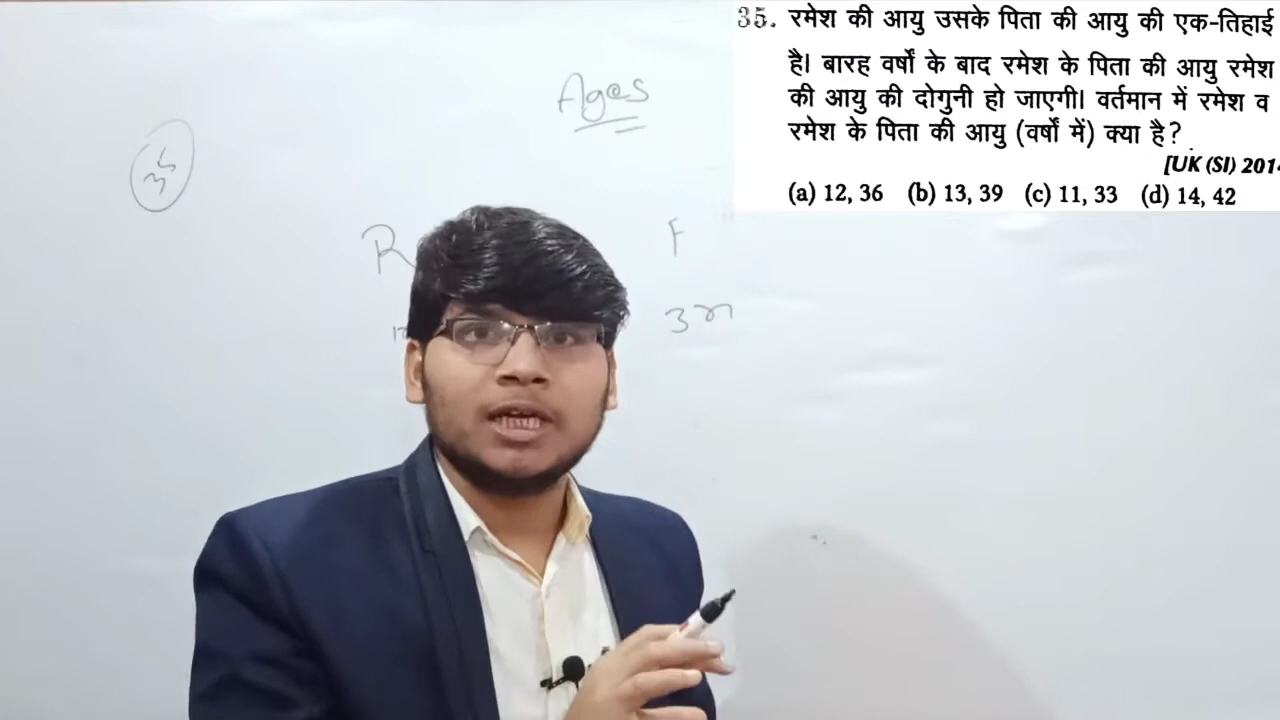 35. रमेश की आयु उसके पिता की आयु की एक-तिहाई
है। बारह वर्षों के बाद रमेश के पिता की आयु रमेश
की आयु की दोगुनी हो जाएगी। वर्तमान में रमेश व
रमेश के पिता की आयु (वर्षों में) क्या है?
[UK (SI) 201
(a) 12, 36 (b) 13, 39 (c) 11, 33 (d) 14, 42
Ages
35
R F
3x